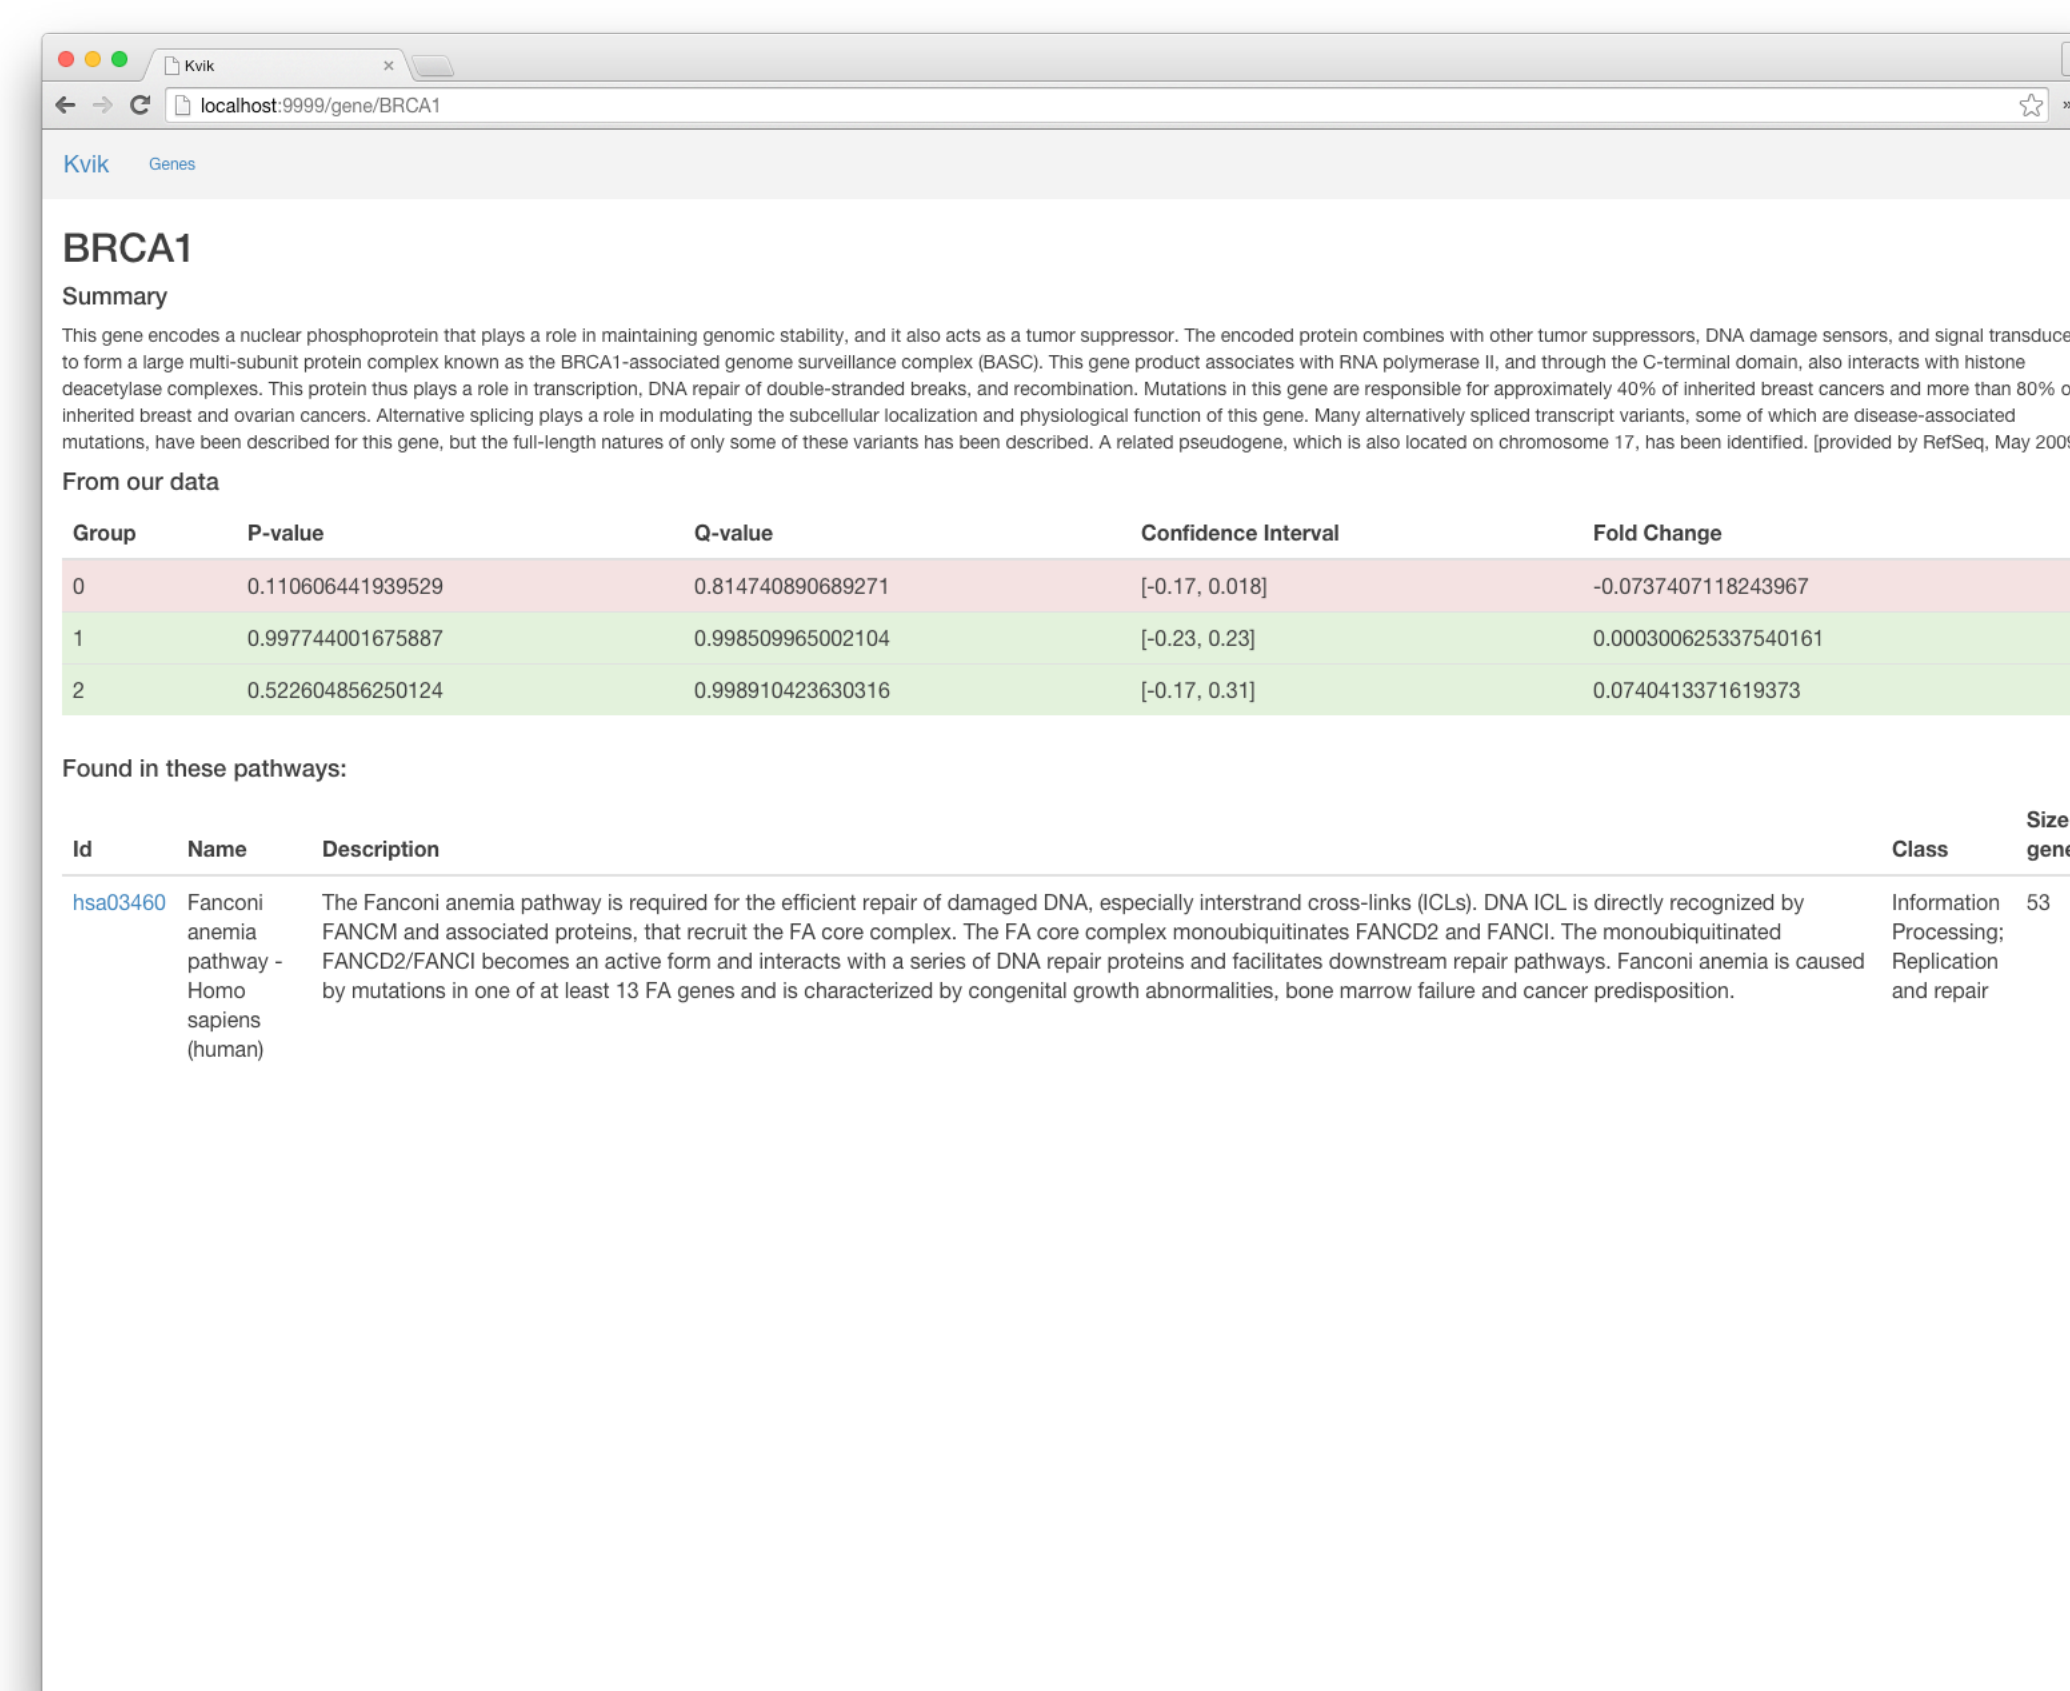 Kvik
localhost:9999/gene/BRCA1
Kvik Genes
BRCA1
Summary
This gene encodes a nuclear phosphoprotein that plays a role in maintaining genomic stability, and it also acts as a tumor suppressor. The encoded protein combines with other tumor suppressors, DNA damage sensors, and signal transduce
to form a large multi-subunit protein complex known as the BRCA1-associated genome surveillance complex (BASC). This gene product associates with RNA polymerase II, and through the C-terminal domain, also interacts with histone
deacetylase complexes. This protein thus plays a role in transcription, DNA repair of double-stranded breaks, and recombination. Mutations in this gene are responsible for approximately 40% of inherited breast cancers and more than 80% o
inherited breast and ovarian cancers. Alternative splicing plays a role in modulating the subcellular localization and physiological function of this gene. Many alternatively spliced transcript variants, some of which are disease-associated
mutations, have been described for this gene, but the full-length natures of only some of these variants has been described. A related pseudogene, which is also located on chromosome 17, has been identified. [provided by RefSeq, May 2009
From our data
Group P-value Q-value Confidence Interval Fold Change
0 0.110606441939529 0.814740890689271 [-0.17, 0.018] -0.0737407118243967
1 0.997744001675887 0.998509965002104 [-0.23, 0.23] 0.000300625337540161
2 0.522604856250124 0.998910423630316 [-0.17, 0.31] 0.0740413371619373
Found in these pathways:
Id Name Description Class Size gene
hsa03460 Fanconi The Fanconi anemia pathway is required for the efficient repair of damaged DNA, especially interstrand cross-links (ICLs). DNA ICL is directly recognized by Information 53
anemia FANCM and associated proteins, that recruit the FA core complex. The FA core complex monoubiquitinates FANCD2 and FANCI. The monoubiquitinated Processing;
pathway - FANCD2/FANCI becomes an active form and interacts with a series of DNA repair proteins and facilitates downstream repair pathways. Fanconi anemia is caused Replication
Homo by mutations in one of at least 13 FA genes and is characterized by congenital growth abnormalities, bone marrow failure and cancer predisposition. and repair
sapiens
(human)